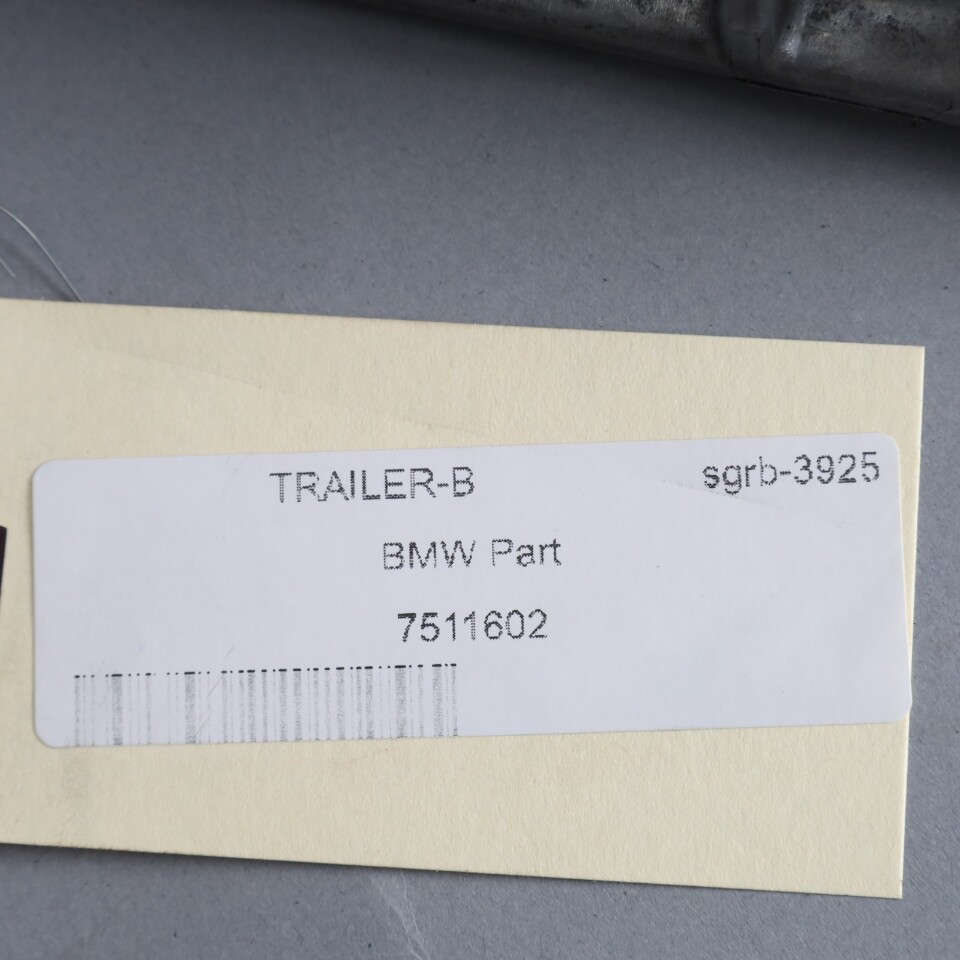 TRAILER-B sgrb-3925
BMW Part
7511602